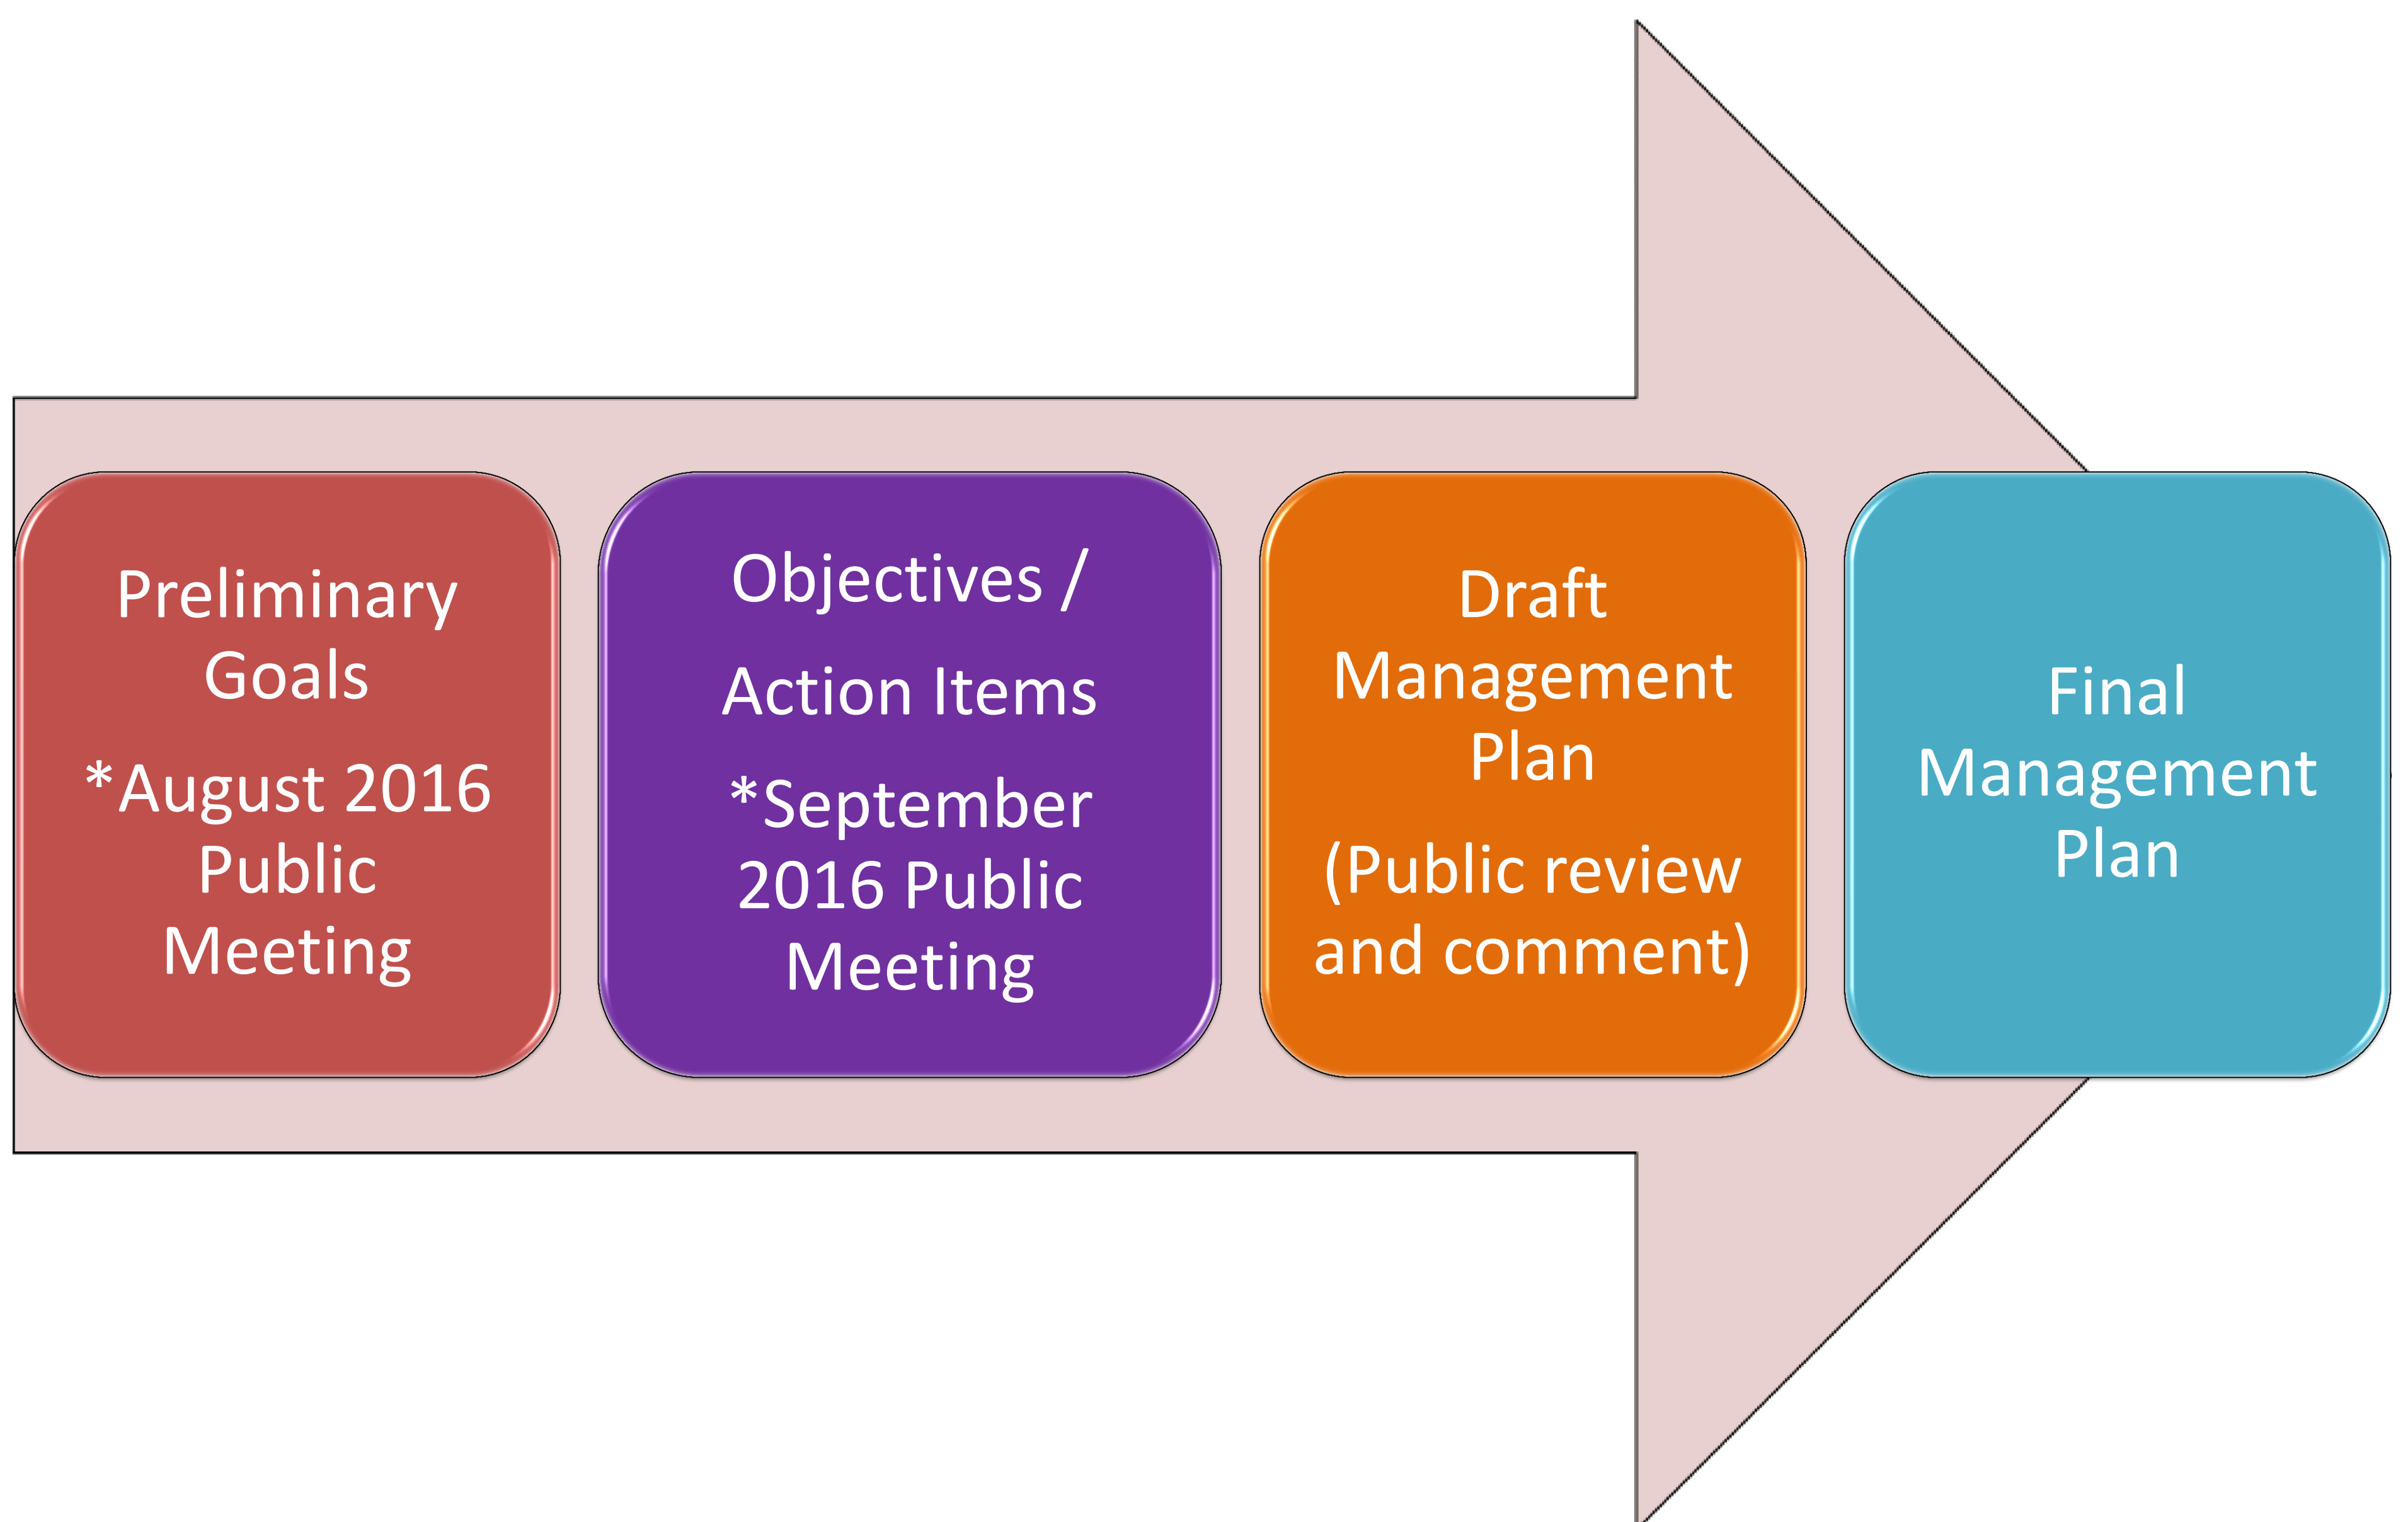 Preliminary
Goals
*August 2016
Public
Meeting
Objectives /
Action Items
*September
2016 Public
Meeting
Draft
Management
Plan
(Public review
and comment)
Final
Management
Plan